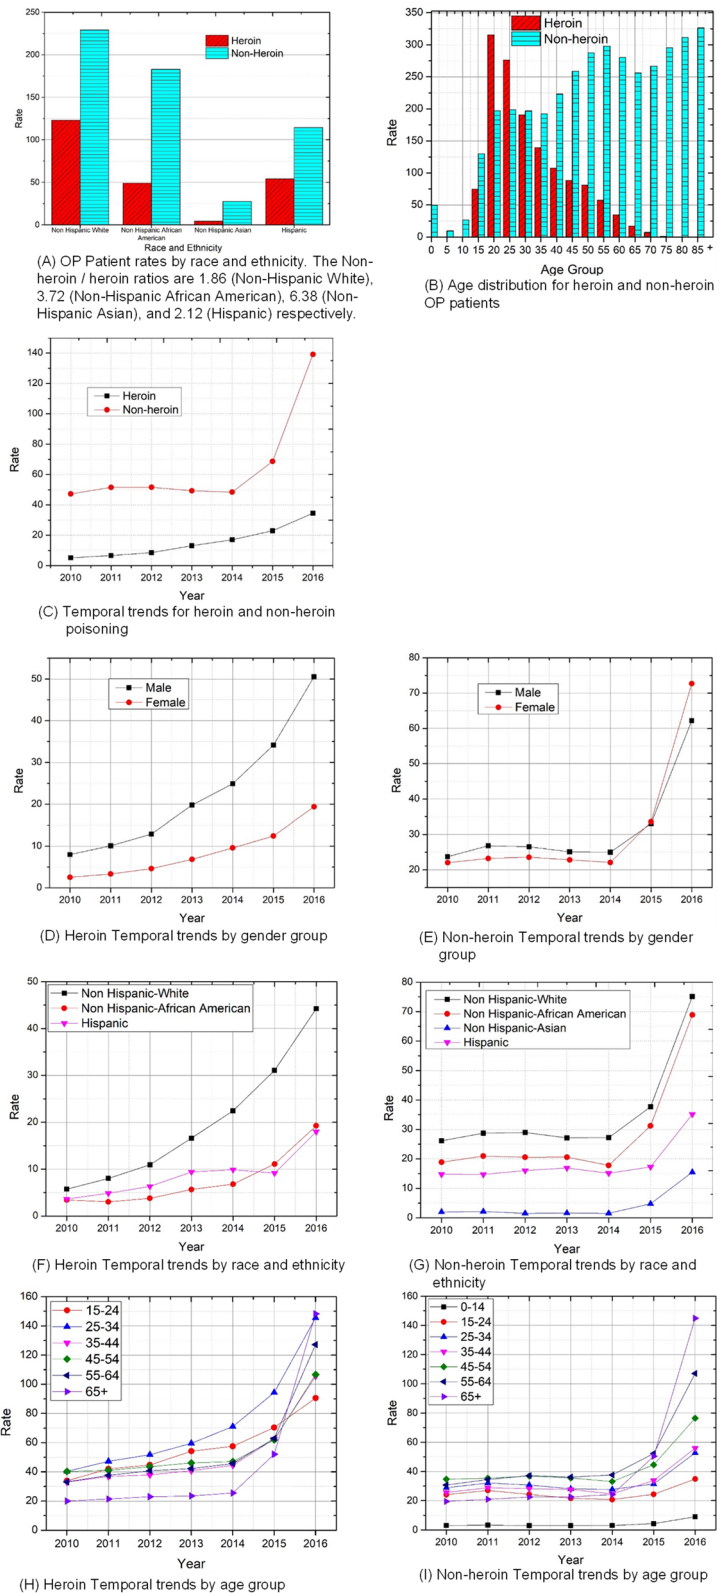 250
200
150
100
50
0
Rate
Heroin
Non-Heroin
Non Hispanic White
Non Hispanic African American
Non Hispanic Asian
Hispanic
Race and Ethnicity
(A) OP Patient rates by race and ethnicity. The Non-
heroin / heroin ratios are 1.86 (Non-Hispanic White),
3.72 (Non-Hispanic African American), 6.38 (Non-
Hispanic Asian), and 2.12 (Hispanic) respectively.
350
300
250
200
150
100
50
0
Rate
Heroin
Non-heroin
0 5 10 15 20 25 30 35 40 45 50 55 60 65 70 75 80 85 +
Age Group
(B) Age distribution for heroin and non-heroin
OP patients
140
120
100
80
60
40
20
0
Rate
Heroin
Non-heroin
2010 2011 2012 2013 2014 2015 2016
Year
(C) Temporal trends for heroin and non-heroin
poisoning
50
40
30
20
10
0
Rate
Male
Female
2010 2011 2012 2013 2014 2015 2016
Year
(D) Heroin Temporal trends by gender group
80
70
60
50
40
30
20
Rate
Male
Female
2010 2011 2012 2013 2014 2015 2016
Year
(E) Non-heroin Temporal trends by gender
group
50
40
30
20
10
0
Rate
Non Hispanic-White
Non Hispanic-African American
Hispanic
2010 2011 2012 2013 2014 2015 2016
Year
(F) Heroin Temporal trends by race and ethnicity
80
70
60
50
40
30
20
10
0
Rate
Non Hispanic-White
Non Hispanic-African American
Non Hispanic-Asian
Hispanic
2010 2011 2012 2013 2014 2015 2016
Year
(G) Non-heroin Temporal trends by race and
ethnicity
160
140
120
100
80
60
40
20
0
Rate
15-24
25-34
35-44
45-54
55-64
65+
2010 2011 2012 2013 2014 2015 2016
Year
(H) Heroin Temporal trends by age group
160
140
120
100
80
60
40
20
0
Rate
0-14
15-24
25-34
35-44
45-54
55-64
65+
2010 2011 2012 2013 2014 2015 2016
Year
(I) Non-heroin Temporal trends by age group